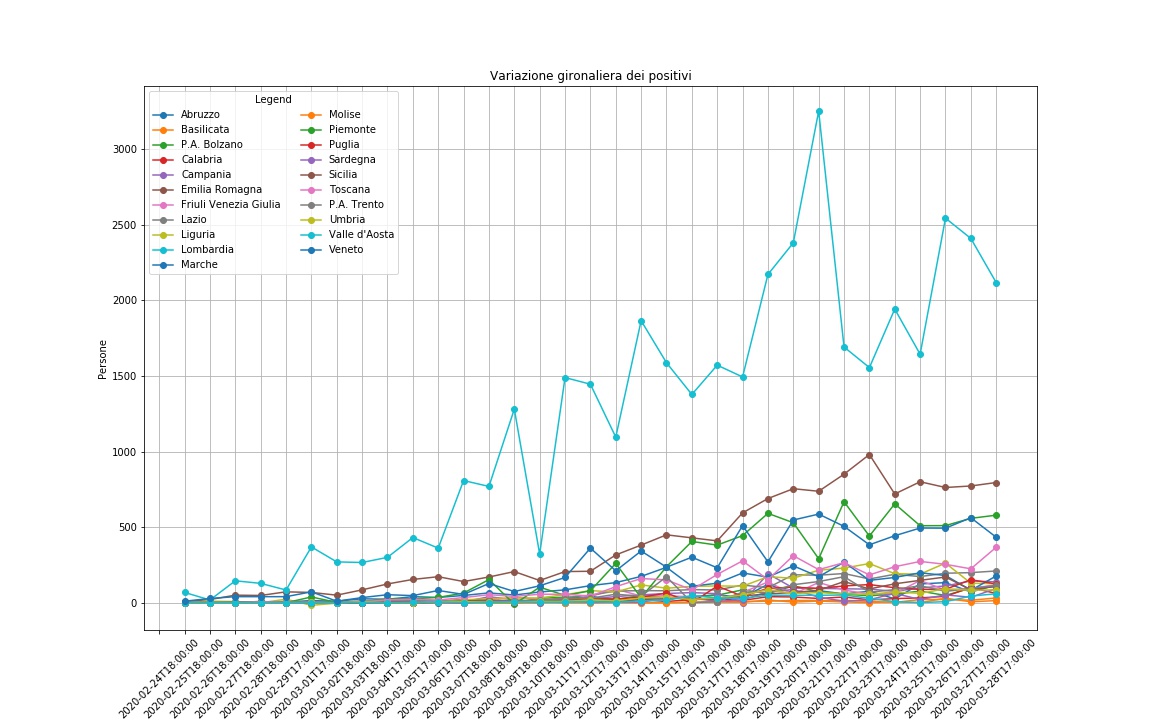 Variazione gironaliera dei positivi
Legend
Abruzzo
Basilicata
P.A. Bolzano
Calabria
Campania
Emilia Romagna
Friuli Venezia Giulia
Lazio
Liguria
Lombardia
Marche
Molise
Piemonte
Puglia
Sardegna
Sicilia
Toscana
P.A. Trento
Umbria
Valle d'Aosta
Veneto
Persone
3000
2500
2000
1500
1000
500
0
2020-02-24T18:00:00
2020-02-25T18:00:00
2020-02-26T18:00:00
2020-02-27T18:00:00
2020-02-28T18:00:00
2020-02-29T17:00:00
2020-03-01T17:00:00
2020-03-02T18:00:00
2020-03-03T18:00:00
2020-03-04T17:00:00
2020-03-05T17:00:00
2020-03-06T17:00:00
2020-03-07T18:00:00
2020-03-08T18:00:00
2020-03-09T18:00:00
2020-03-10T18:00:00
2020-03-11T17:00:00
2020-03-12T17:00:00
2020-03-13T17:00:00
2020-03-14T17:00:00
2020-03-15T17:00:00
2020-03-16T17:00:00
2020-03-17T17:00:00
2020-03-18T17:00:00
2020-03-19T17:00:00
2020-03-20T17:00:00
2020-03-21T17:00:00
2020-03-22T17:00:00
2020-03-23T17:00:00
2020-03-24T17:00:00
2020-03-25T17:00:00
2020-03-26T17:00:00
2020-03-27T17:00:00
2020-03-28T17:00:00